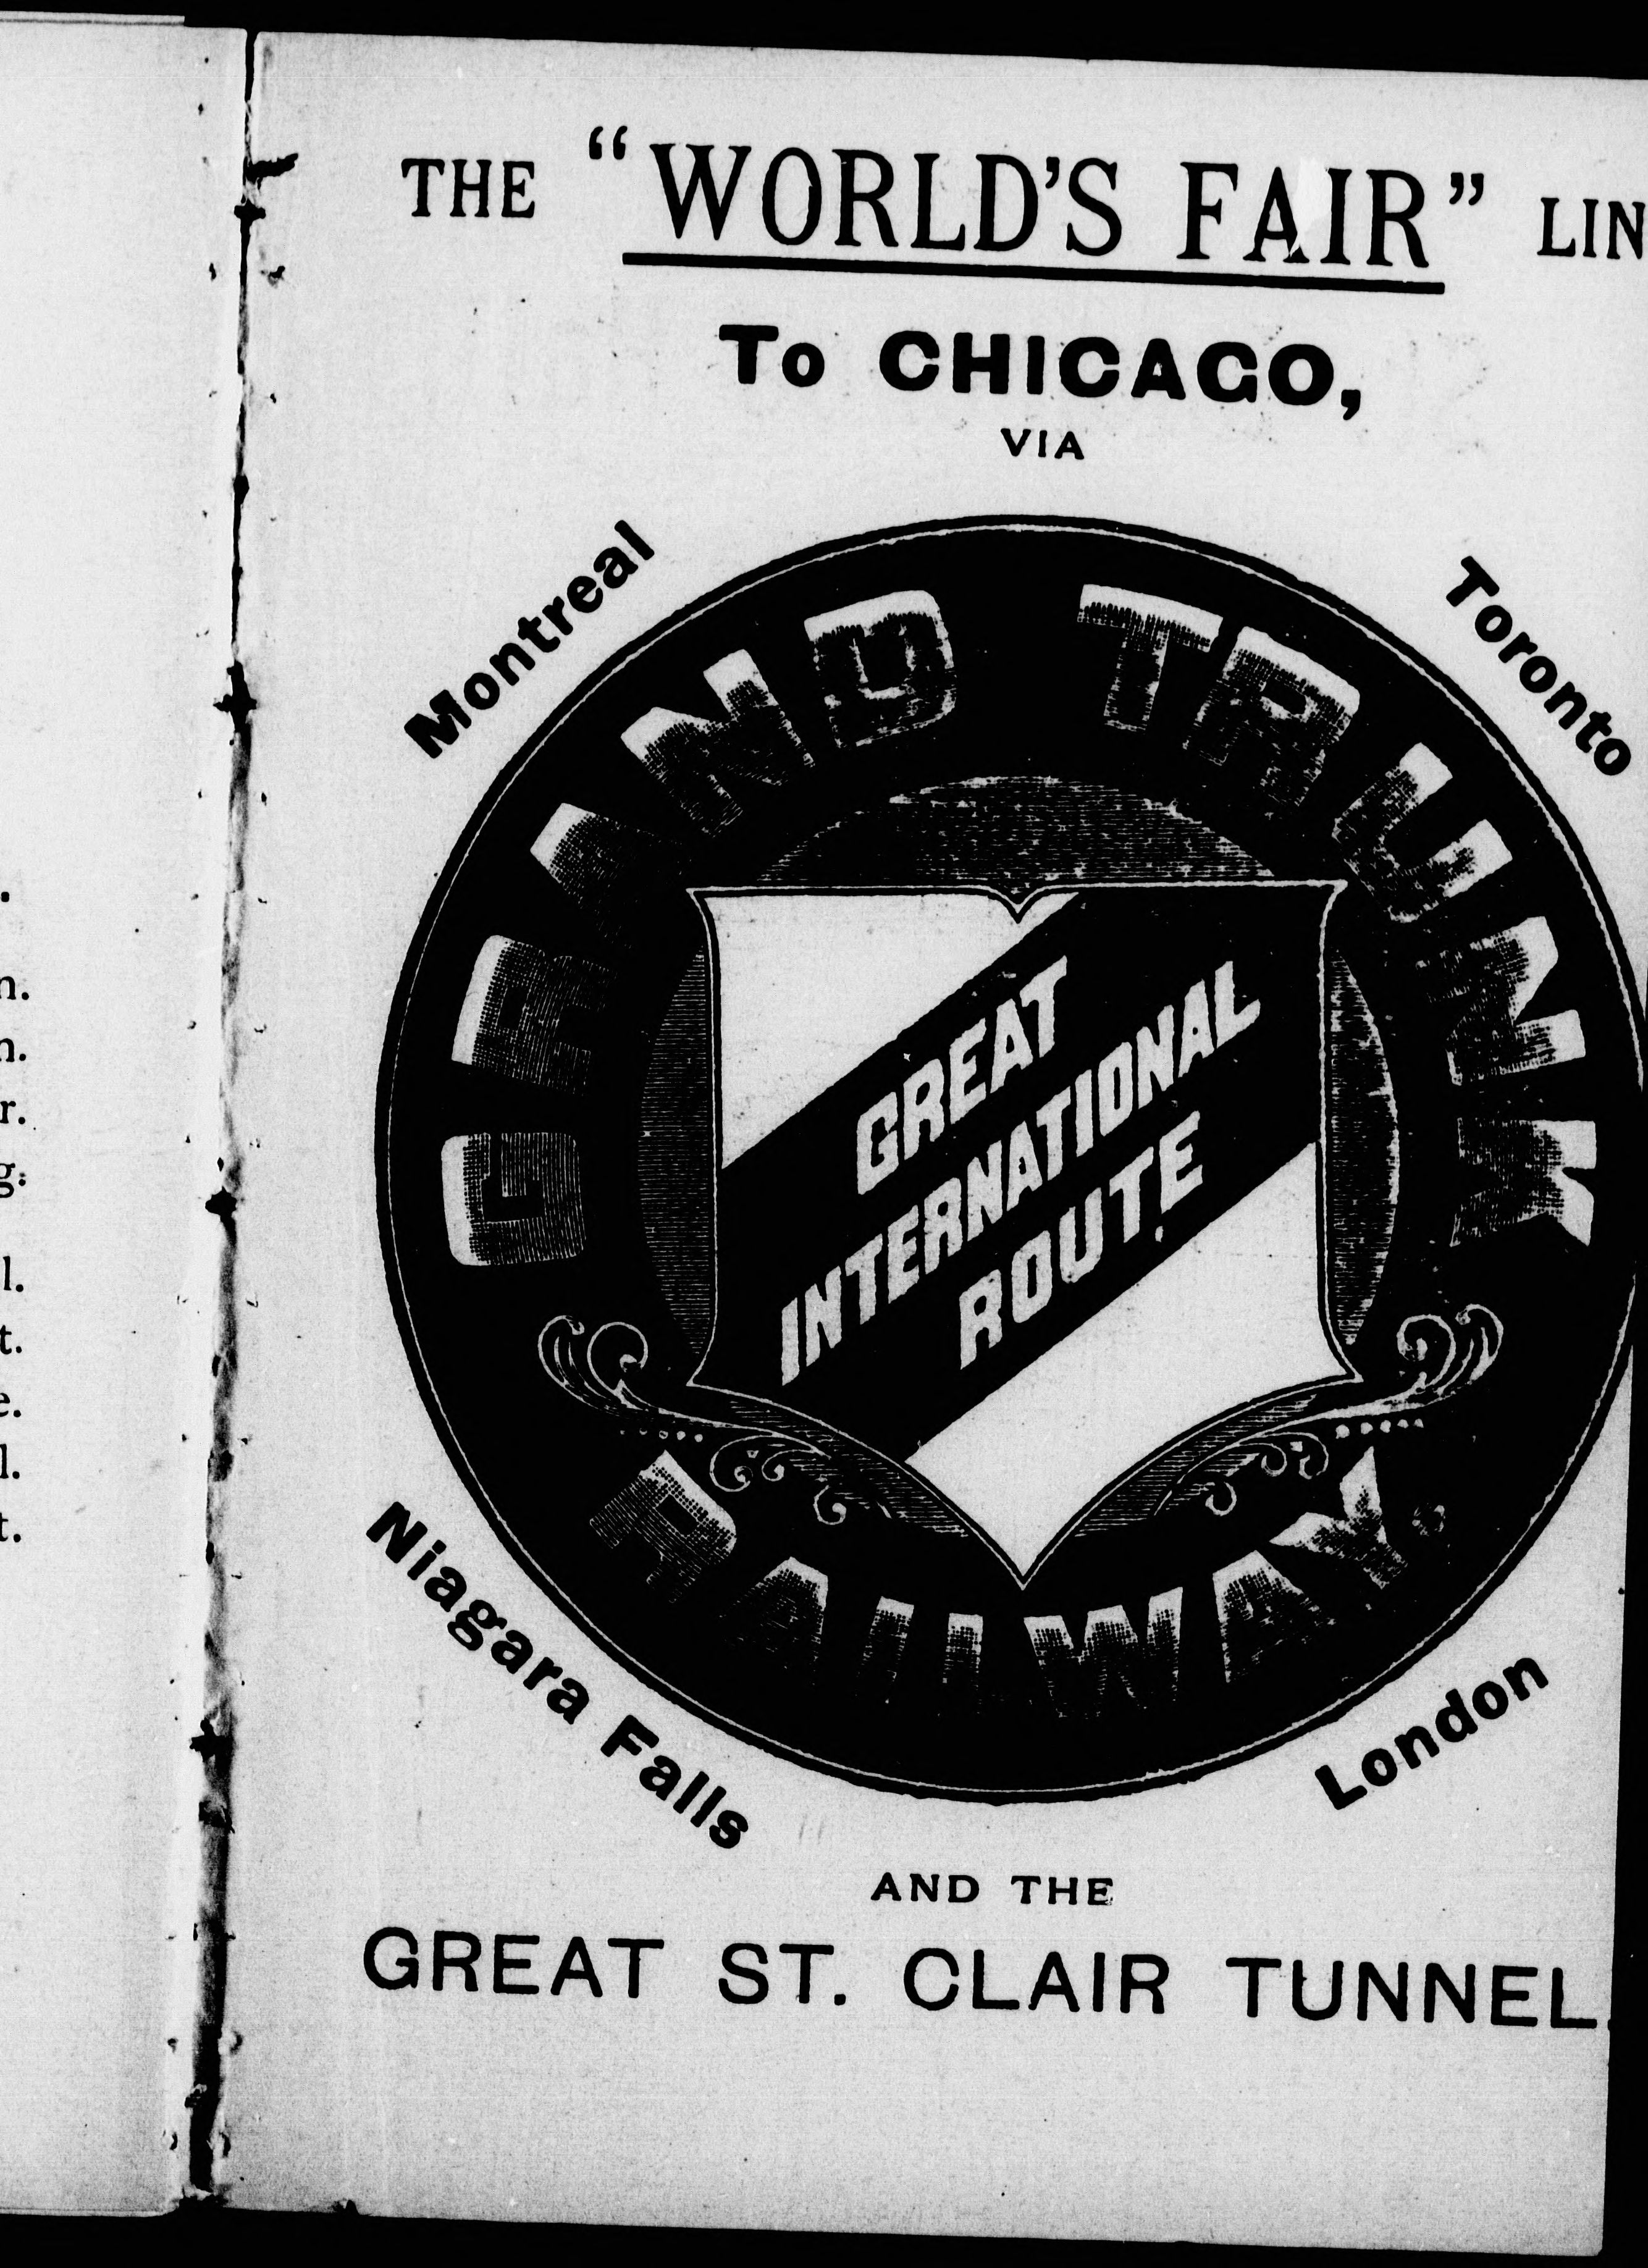 THE "WORLD'S FAIR" LIN
To CHICAGO,
VIA
Montreal
Toronto
GRAND TRUNK
GREAT
INTERNATIONAL
ROUTE
RAILWAY.
Niagara Falls
London
AND THE
GREAT ST. CLAIR TUNNEL.
.
n.
n.
r.
g:
l.
t.
e.
l.
t.